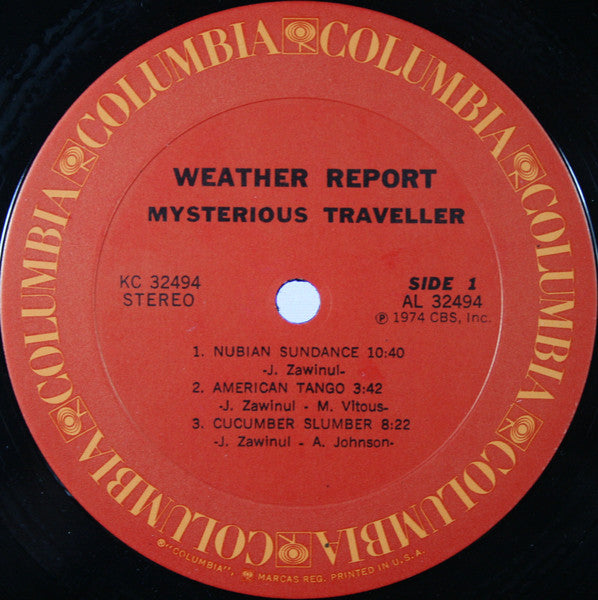 COLUMBIA COLUMBIA COLUMBIA COLUMBIA COLUMBIA COLUMBIA COLUMBIA
WEATHER REPORT
MYSTERIOUS TRAVELLER
KC 32494
STEREO
SIDE 1
AL 32494
Ⓟ 1974 CBS, Inc.
1. NUBIAN SUNDANCE 10:40
-J. Zawinul-
2. AMERICAN TANGO 3:42
-J. Zawinul - M. Vitous-
3. CUCUMBER SLUMBER 8:22
-J. Zawinul - A. Johnson-
®"COLUMBIA", MARCAS REG. PRINTED IN U.S.A.